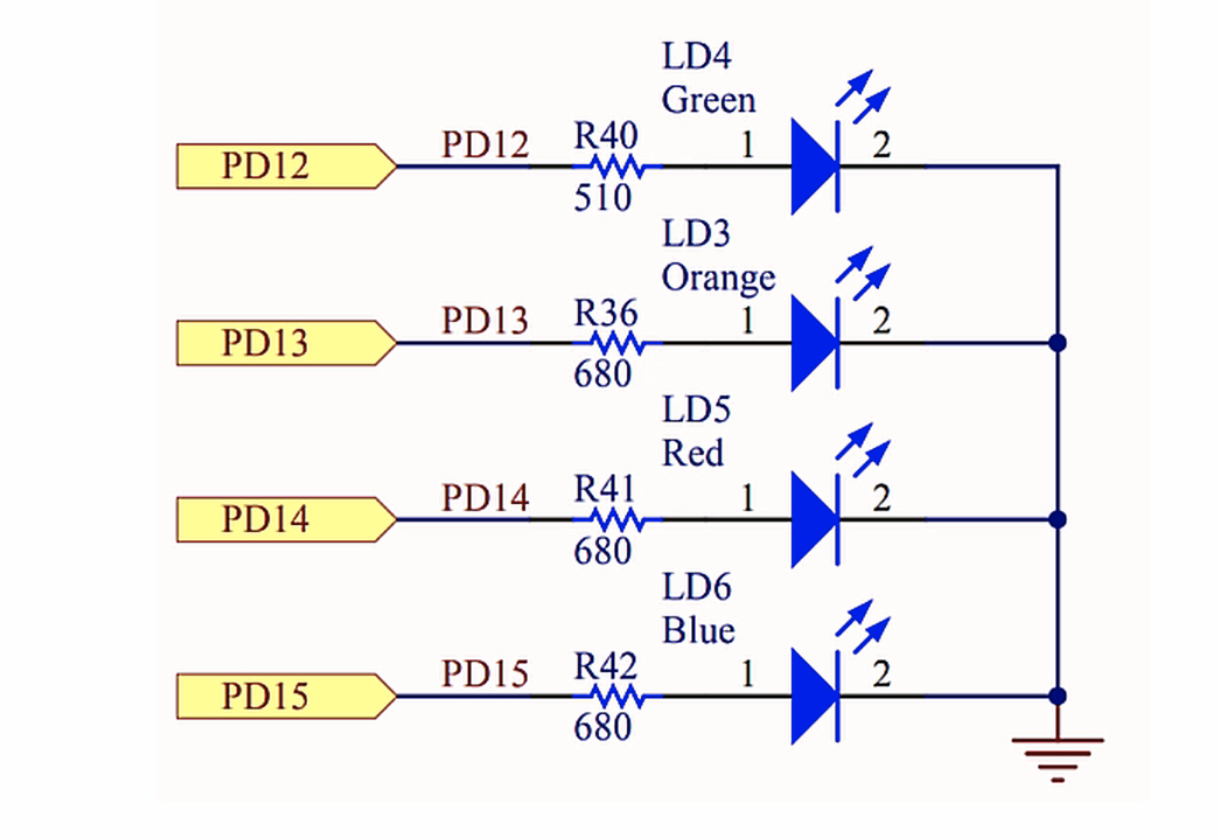 LD4
Green
PD12
PD12
R40
510
1
2
LD3
Orange
PD13
PD13
R36
680
1
2
LD5
Red
PD14
PD14
R41
680
1
2
LD6
Blue
PD15
PD15
R42
680
1
2